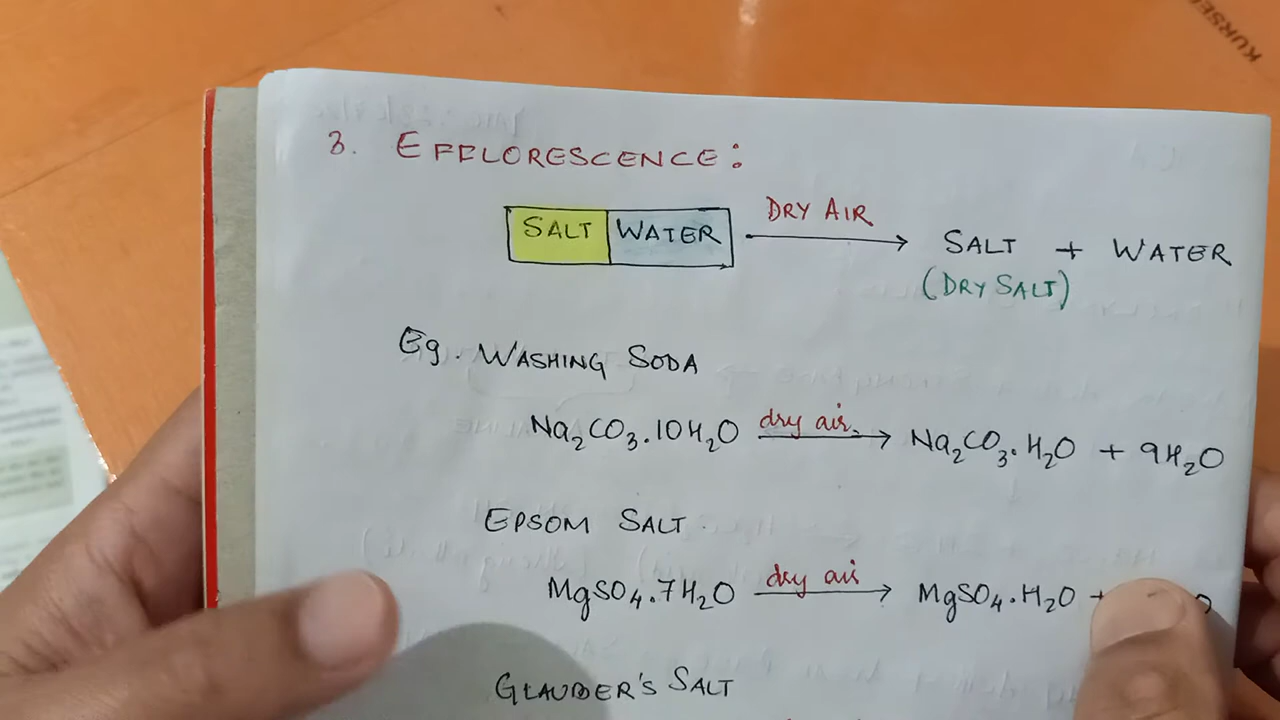 KURSE
3. EFFLORESCENCE:
SALT WATER DRY AIR → SALT + WATER
(DRY SALT)
Eg. WASHING SODA
Na₂CO₃.10H₂O dry air. → Na₂CO₃.H₂O + 9H₂O
EPSOM SALT.
MgSO₄.7H₂O dry air → MgSO₄.H₂O +
GLAUBER'S SALT